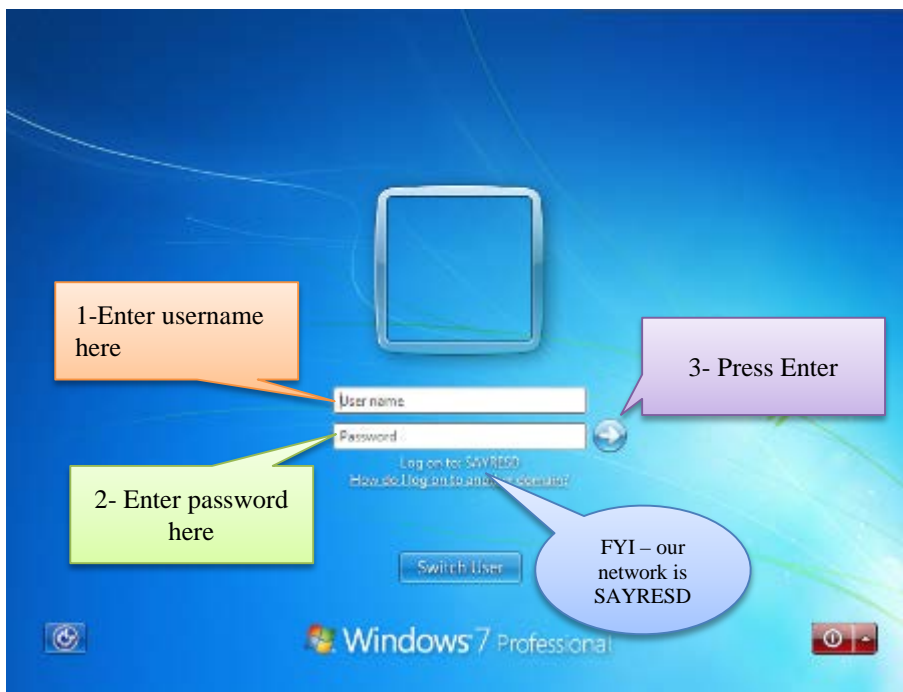 1-Enter username
here
3- Press Enter
User name
Password
Log on to: SAYRESD
How do I log on to another domain?
2- Enter password
here
FYI – our
network is
SAYRESD
Switch User
Windows 7 Professional